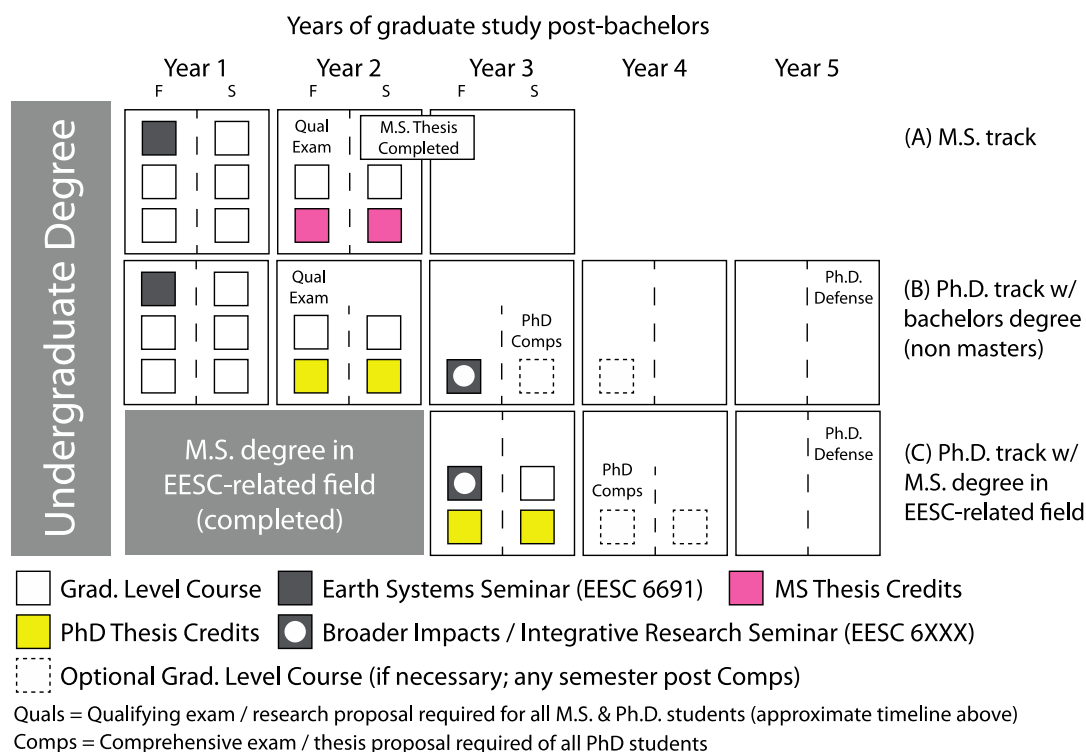 Years of graduate study post-bachelors
Year 1 Year 2 Year 3 Year 4 Year 5
F S F S F S
Undergraduate Degree
Qual
Exam
M.S. Thesis
Completed
(A) M.S. track
Qual
Exam
PhD
Comps
Ph.D.
Defense
(B) Ph.D. track w/
bachelors degree
(non masters)
M.S. degree in
EESC-related field
(completed)
PhD
Comps
Ph.D.
Defense
(C) Ph.D. track w/
M.S. degree in
EESC-related field
Grad. Level Course Earth Systems Seminar (EESC 6691) MS Thesis Credits
PhD Thesis Credits Broader Impacts / Integrative Research Seminar (EESC 6XXX)
Optional Grad. Level Course (if necessary; any semester post Comps)
Quals = Qualifying exam / research proposal required for all M.S. & Ph.D. students (approximate timeline above)
Comps = Comprehensive exam / thesis proposal required of all PhD students